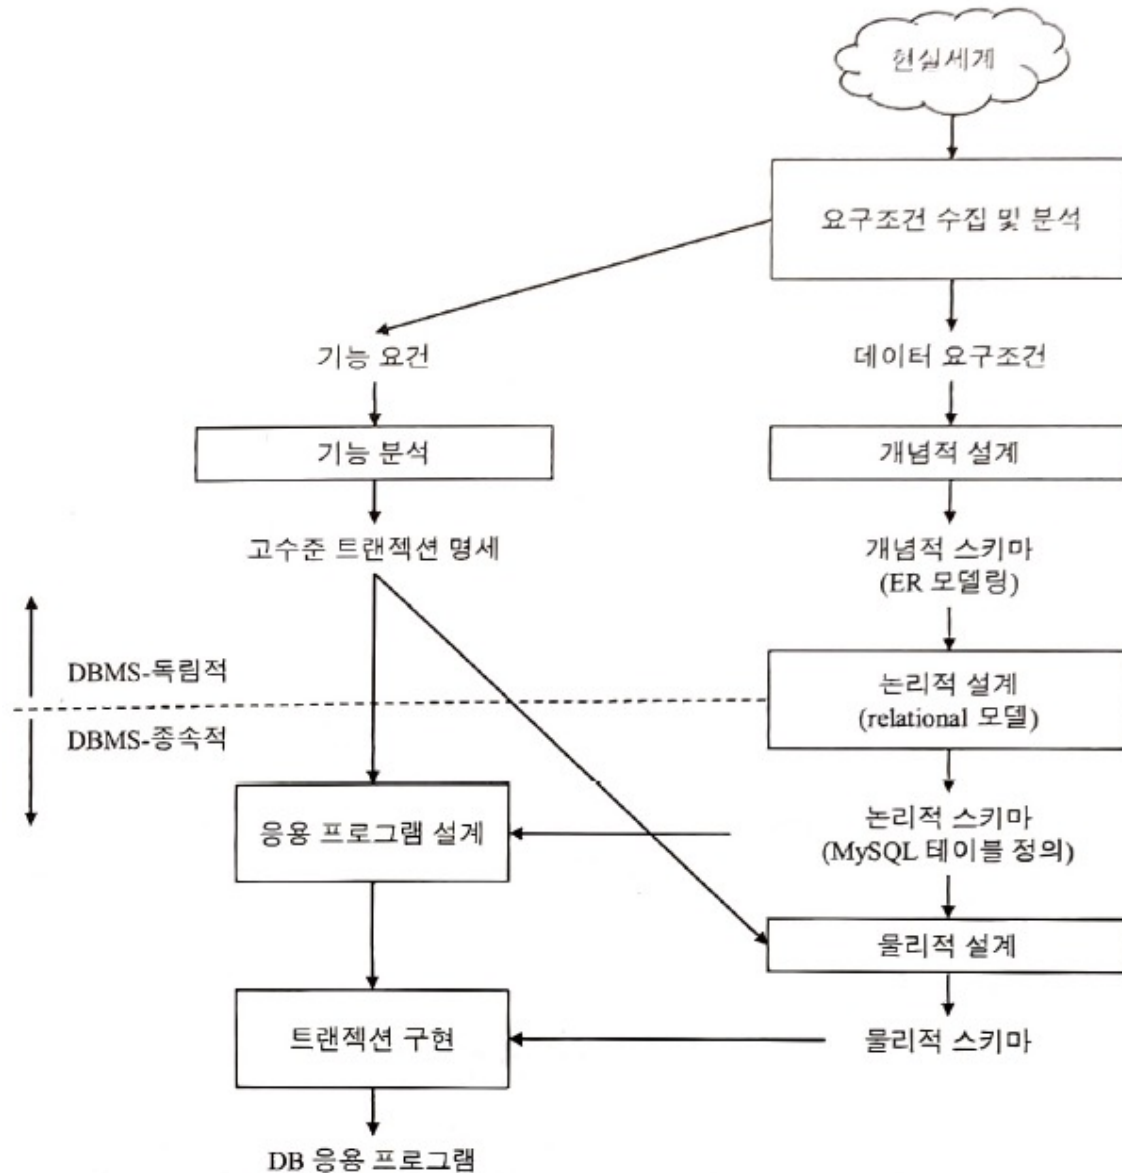 현실세계
요구조건 수집 및 분석
기능 요건
데이터 요구조건
기능 분석
개념적 설계
고수준 트랜젝션 명세
개념적 스키마
(ER 모델링)
DBMS-독립적
DBMS-종속적
논리적 설계
(relational 모델)
응용 프로그램 설계
논리적 스키마
(MySQL 테이블 정의)
물리적 설계
트랜젝션 구현
물리적 스키마
DB 응용 프로그램